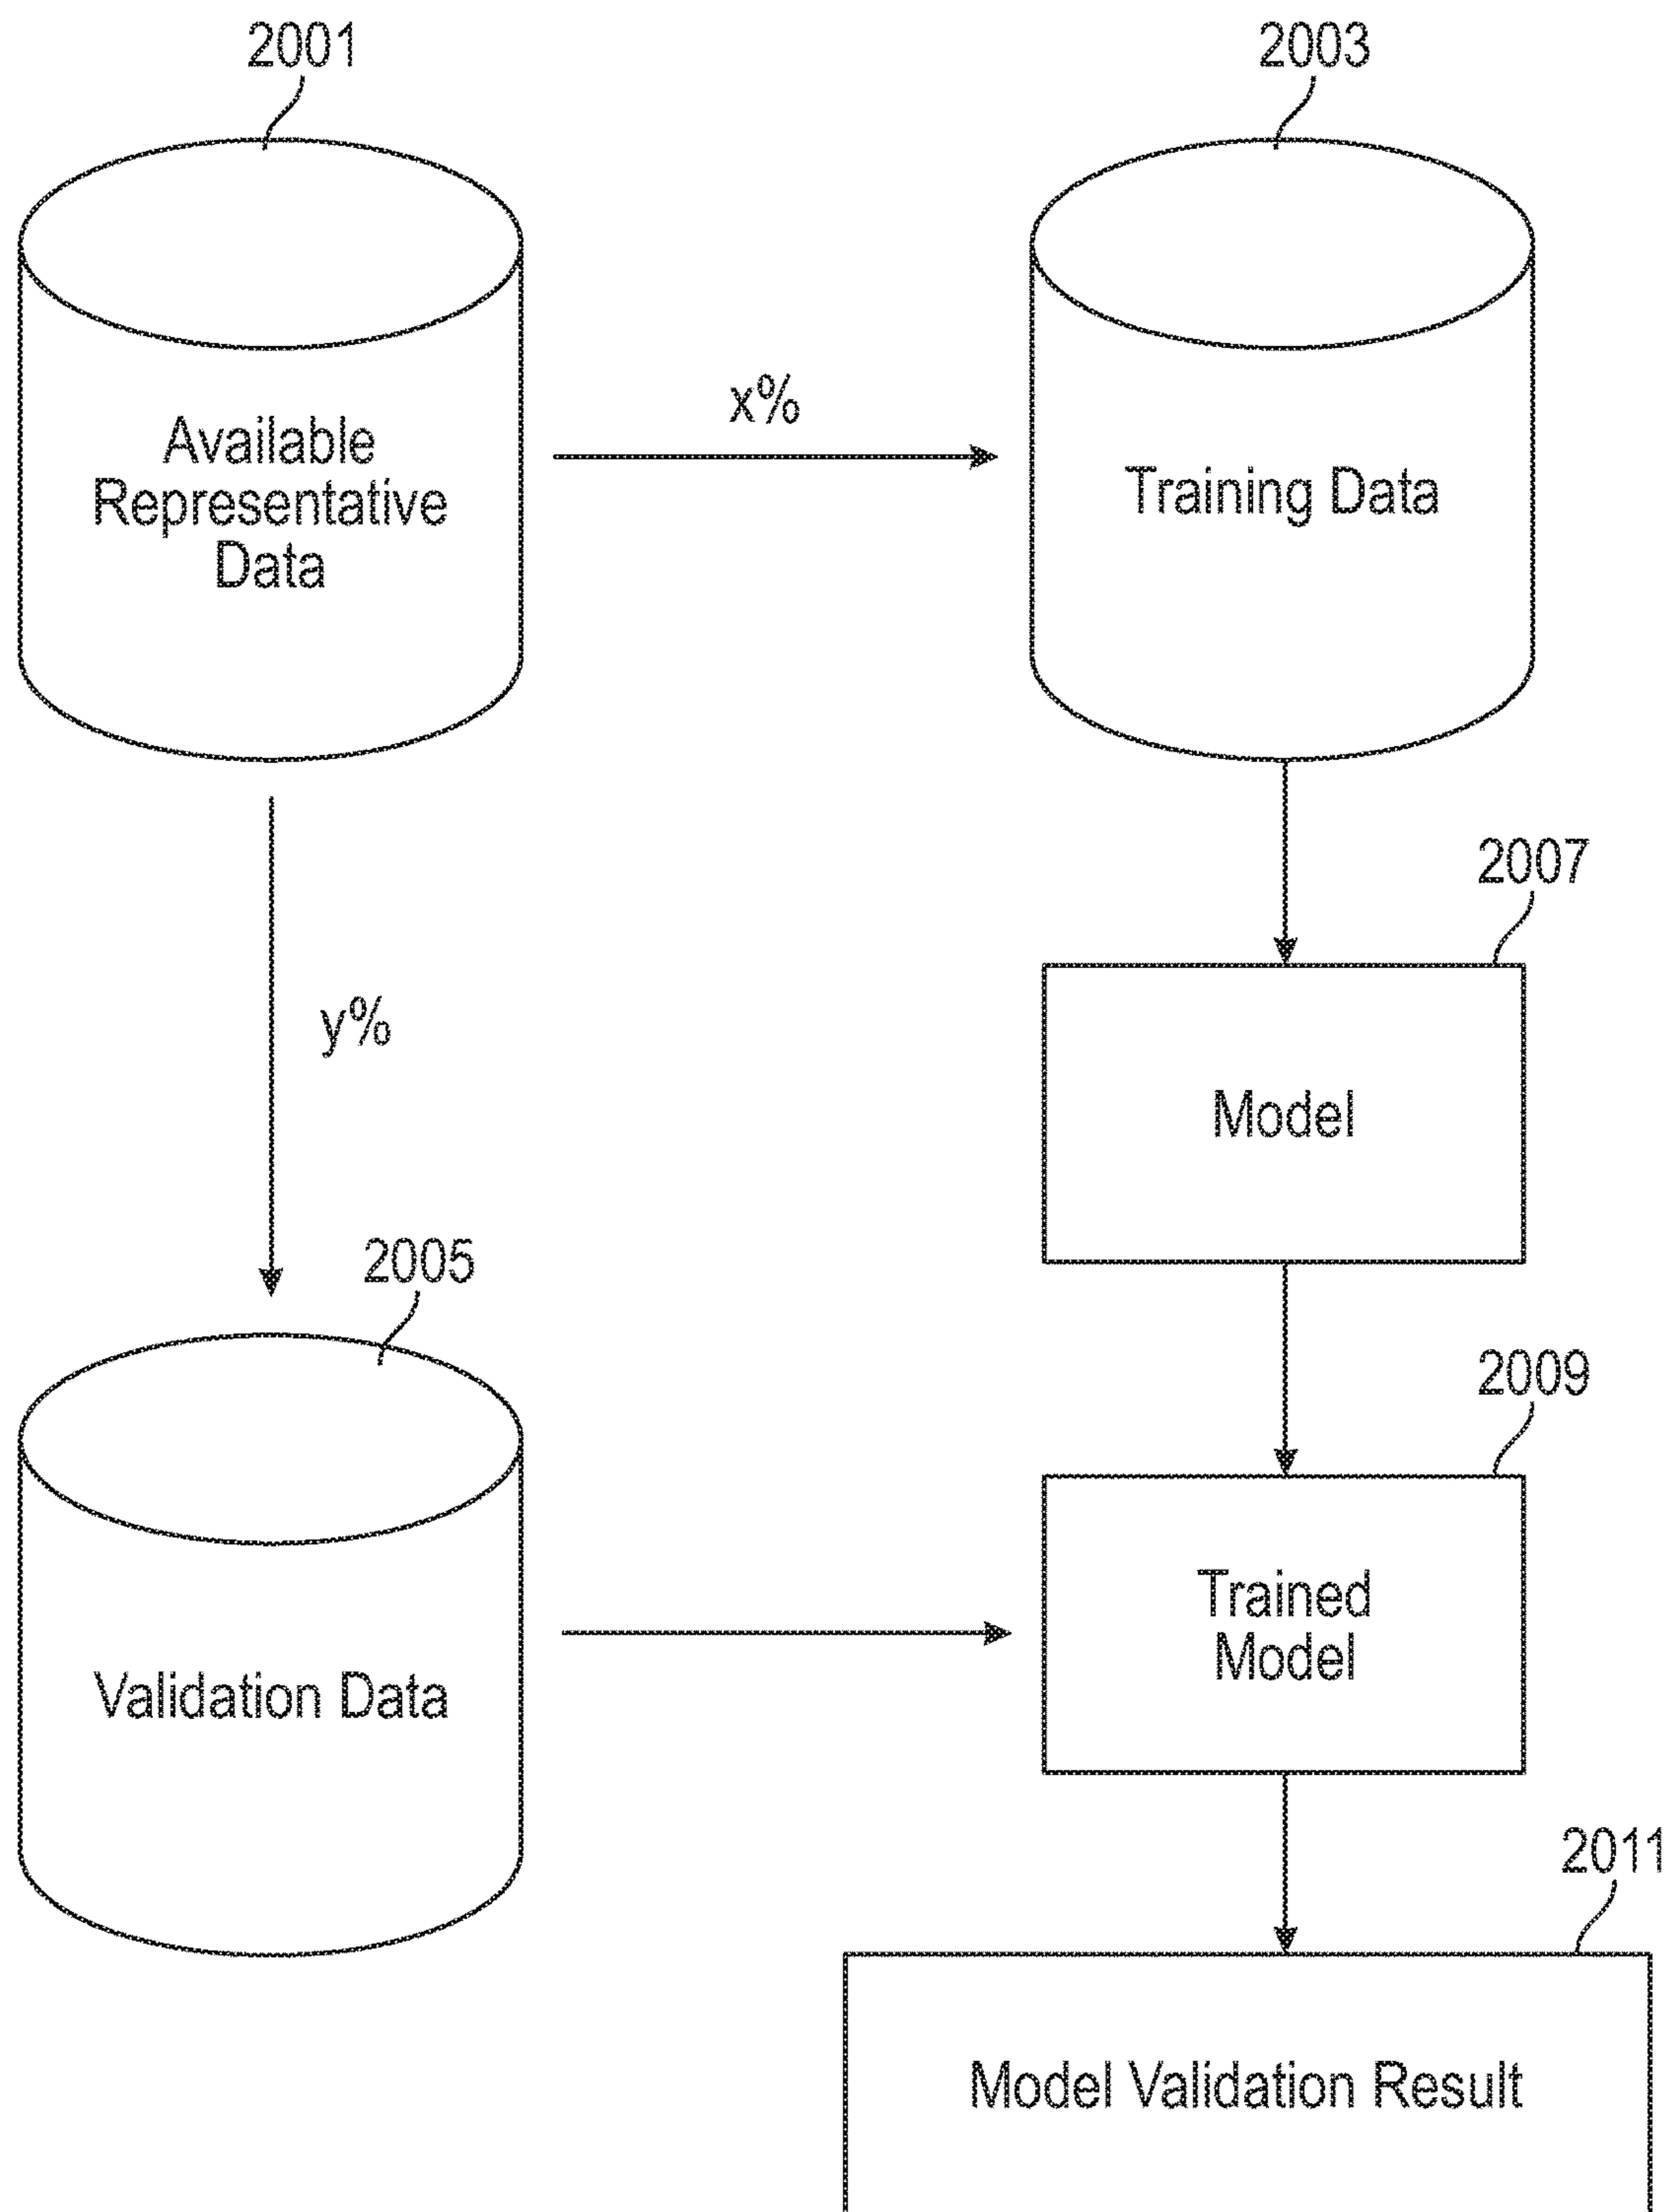 2001
2003
Available
Representative
Data
x%
Training Data
2007
y%
Model
2005
2009
Trained
Model
Validation Data
2011
Model Validation Result